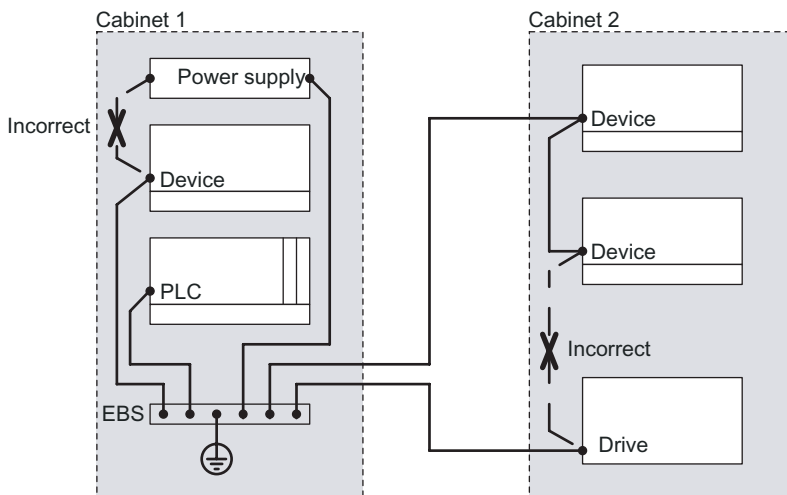 Cabinet 1
Power supply
Incorrect
Device
PLC
EBS
Cabinet 2
Device
Device
Incorrect
Drive